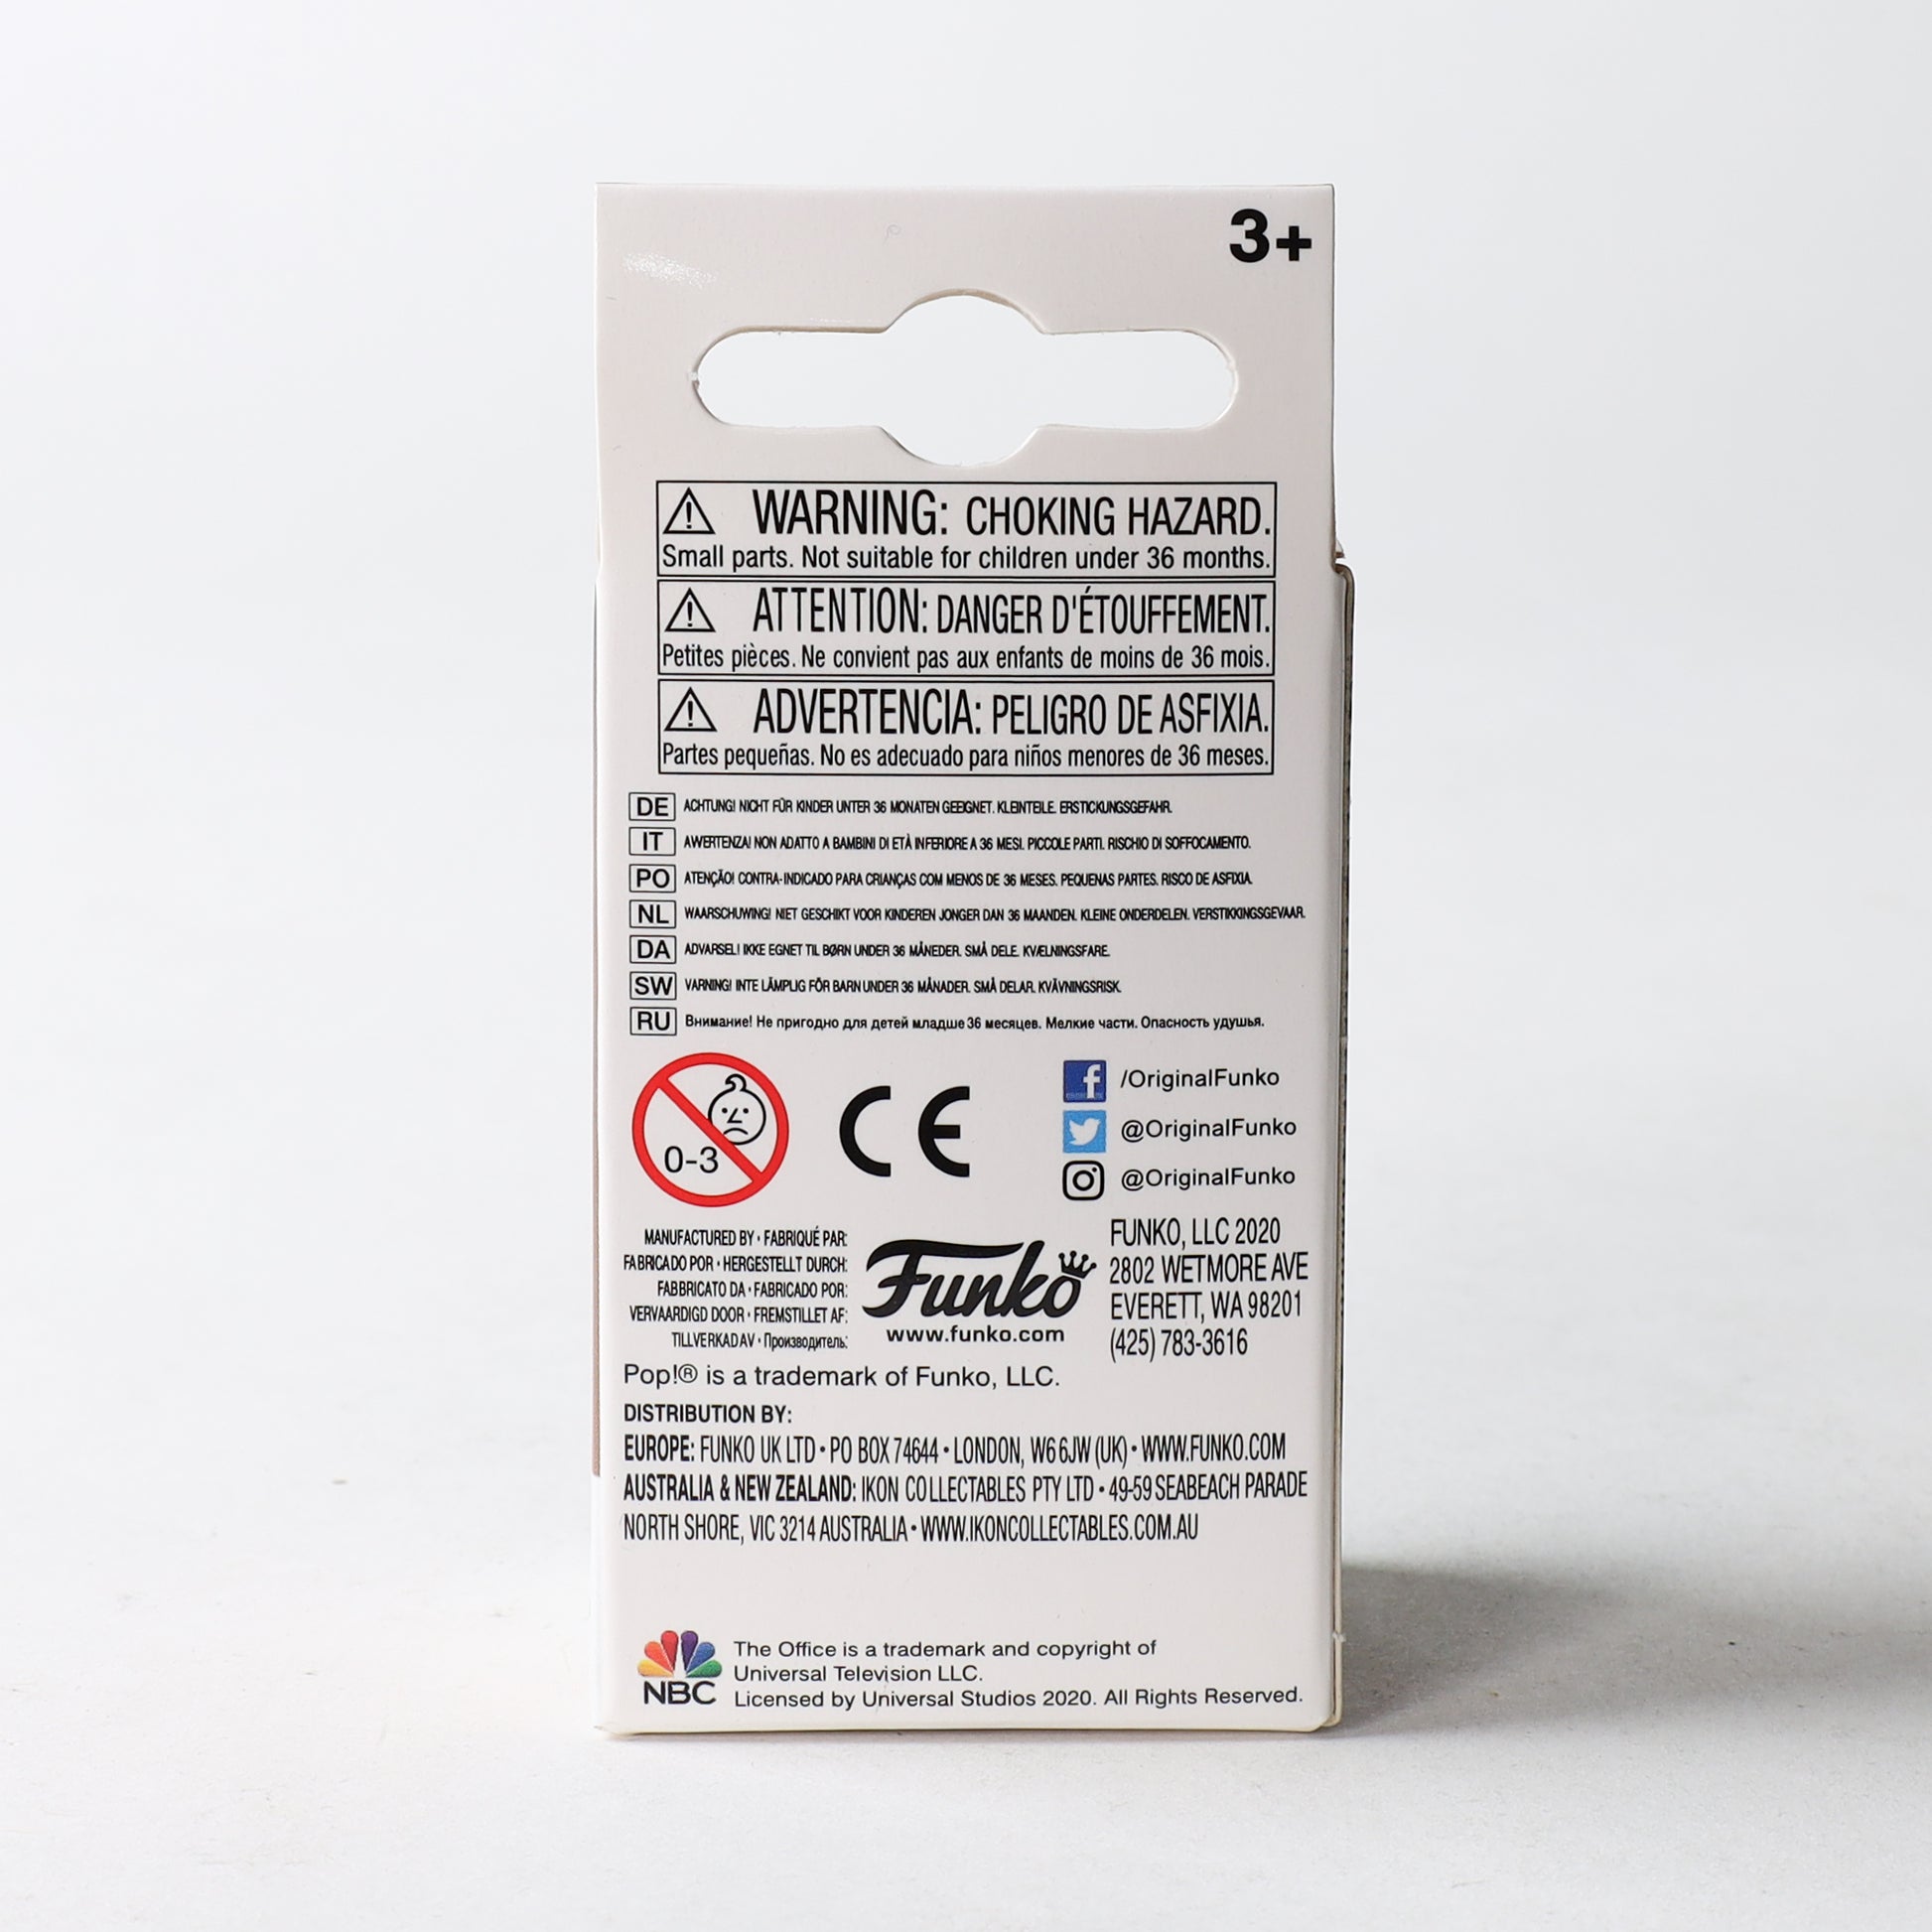 3+
WARNING: CHOKING HAZARD.
Small parts. Not suitable for children under 36 months.
ATTENTION: DANGER D'ÉTOUFFEMENT.
Petites pièces. Ne convient pas aux enfants de moins de 36 mois.
ADVERTENCIA: PELIGRO DE ASFIXIA.
Partes pequeñas. No es adecuado para niños menores de 36 meses.
DE ACHTUNG! NICHT FÜR KINDER UNTER 36 MONATEN GEEIGNET. KLEINTEILE. ERSTICKUNGSGEFAHR.
IT AVVERTENZA! NON ADATTO A BAMBINI DI ETÀ INFERIORE A 36 MESI. PICCOLE PARTI. RISCHIO DI SOFFOCAMENTO.
PO ATENÇÃO! CONTRA-INDICADO PARA CRIANÇAS COM MENOS DE 36 MESES. PEQUENAS PARTES. RISCO DE ASFIXIA.
NL WAARSCHUWING! NIET GESCHIKT VOOR KINDEREN JONGER DAN 36 MAANDEN. KLEINE ONDERDELEN. VERSTIKKINGSGEVAAR.
DA ADVARSEL! IKKE EGNET TIL BØRN UNDER 36 MÅNEDER. SMÅ DELE. KVÆLNINGSFARE.
SW VARNING! INTE LÄMPLIG FÖR BARN UNDER 36 MÅNADER. SMÅ DELAR. KVÄVNINGSRISK.
RU Внимание! Не пригодно для детей младше 36 месяцев. Мелкие части. Опасность удушья.
0-3
CE
/OriginalFunko
@OriginalFunko
@OriginalFunko
MANUFACTURED BY • FABRIQUÉ PAR:
FABRICADO POR • HERGESTELLT DURCH:
FABBRICATO DA • FABRICADO POR:
VERVAARDIGD DOOR • FREMSTILLET AF:
TILLVERKAD AV • Производитель:
Funko
www.funko.com
FUNKO, LLC 2020
2802 WETMORE AVE
EVERETT, WA 98201
(425) 783-3616
Pop!® is a trademark of Funko, LLC.
DISTRIBUTION BY:
EUROPE: FUNKO UK LTD • PO BOX 74644 • LONDON, W6 6JW (UK) • WWW.FUNKO.COM
AUSTRALIA & NEW ZEALAND: IKON COLLECTABLES PTY LTD • 49-59 SEABEACH PARADE
NORTH SHORE, VIC 3214 AUSTRALIA • WWW.IKONCOLLECTABLES.COM.AU
NBC
The Office is a trademark and copyright of
Universal Television LLC.
Licensed by Universal Studios 2020. All Rights Reserved.